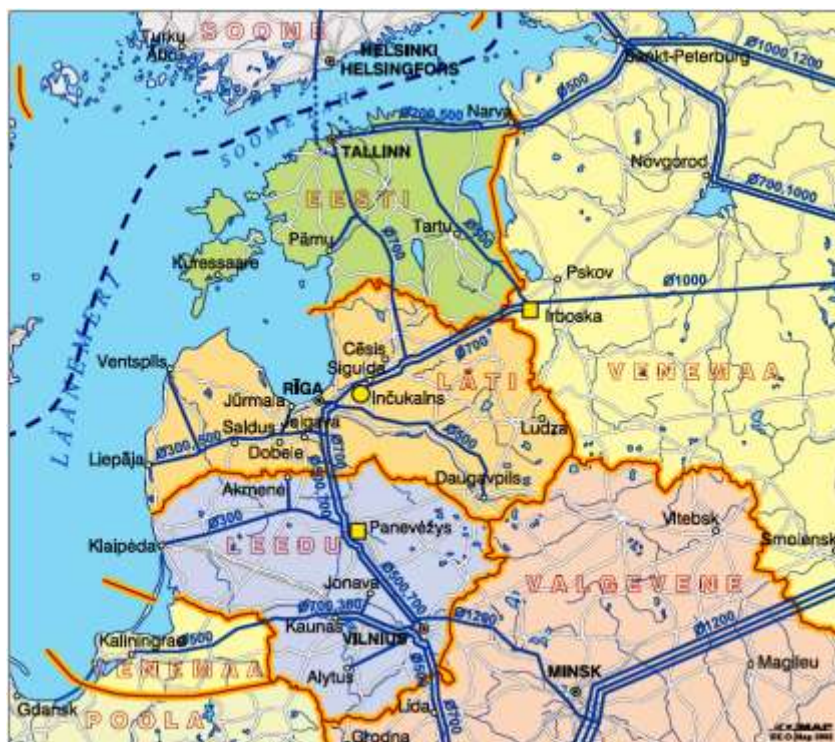 SOOME
Turku
Åbo
HELSINKI
HELSINGFORS
Sankt-Peterburg
Ø1000,1200
Ø500
Narva
Ø200,500
SOOME LAHT
TALLINN
Novgorod
Ø700,1000
EESTI
Tartu
Pärnu
Ø700
Kuressaare
Pskov
Ø1000
Irboska
LÄÄNEMERI
Cēsis
Sigulda
Ø700
VENEMAA
Ventspils
RĪGA
LÄTI
Jūrmala
Inčukalns
Saldus
Jelgava
Ø500
Ludza
Ø300,500
Dobele
Ø700
Liepāja
Daugavpils
Akmenė
Ø300
Panevėžys
Vitebsk
Klaipėda
LEEDU
Smolensk
Jonava
Ø500,700
VALGEVENE
Ø700,380
Ø1200
Kaunas
VILNIUS
Ø1200
Kaliningrad
Ø500
VENEMAA
Alytus
MINSK
Magileu
Gdansk
POOLA
Lida
Ø700
Grodna